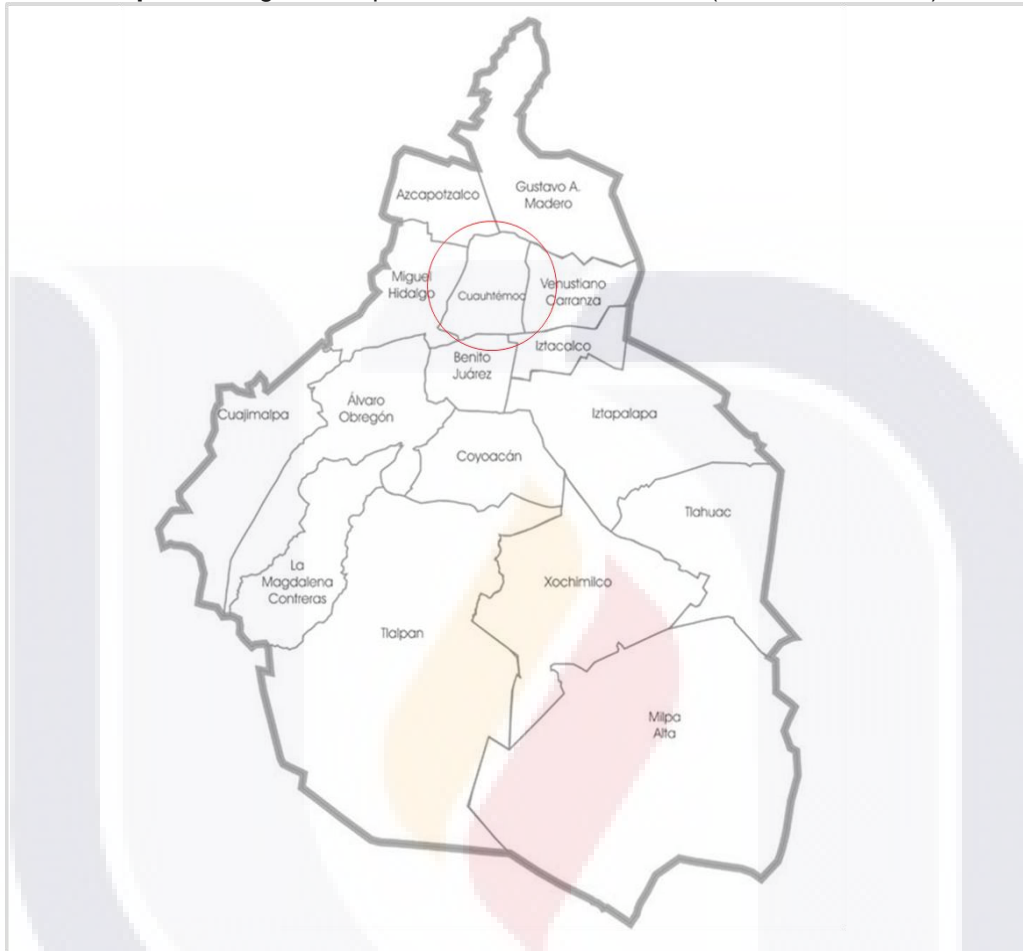 Azcapotzalco
Gustavo A.
Madero
Miguel
Hidalgo
Cuauhtémoc
Venustiano
Carranza
Iztacalco
Benito
Juárez
Cuajimalpa
Álvaro
Obregón
Iztapalapa
Coyoacán
Tlahuac
La
Magdalena
Contreras
Xochimilco
Tlalpan
Milpa
Alta